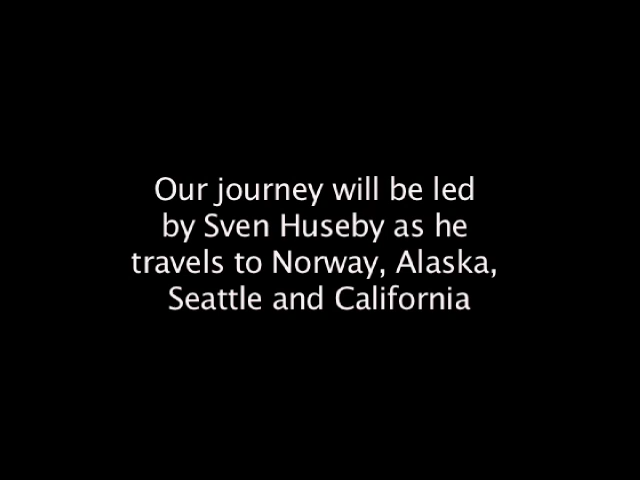 Our journey will be led
by Sven Huseby as he
travels to Norway, Alaska,
Seattle and California